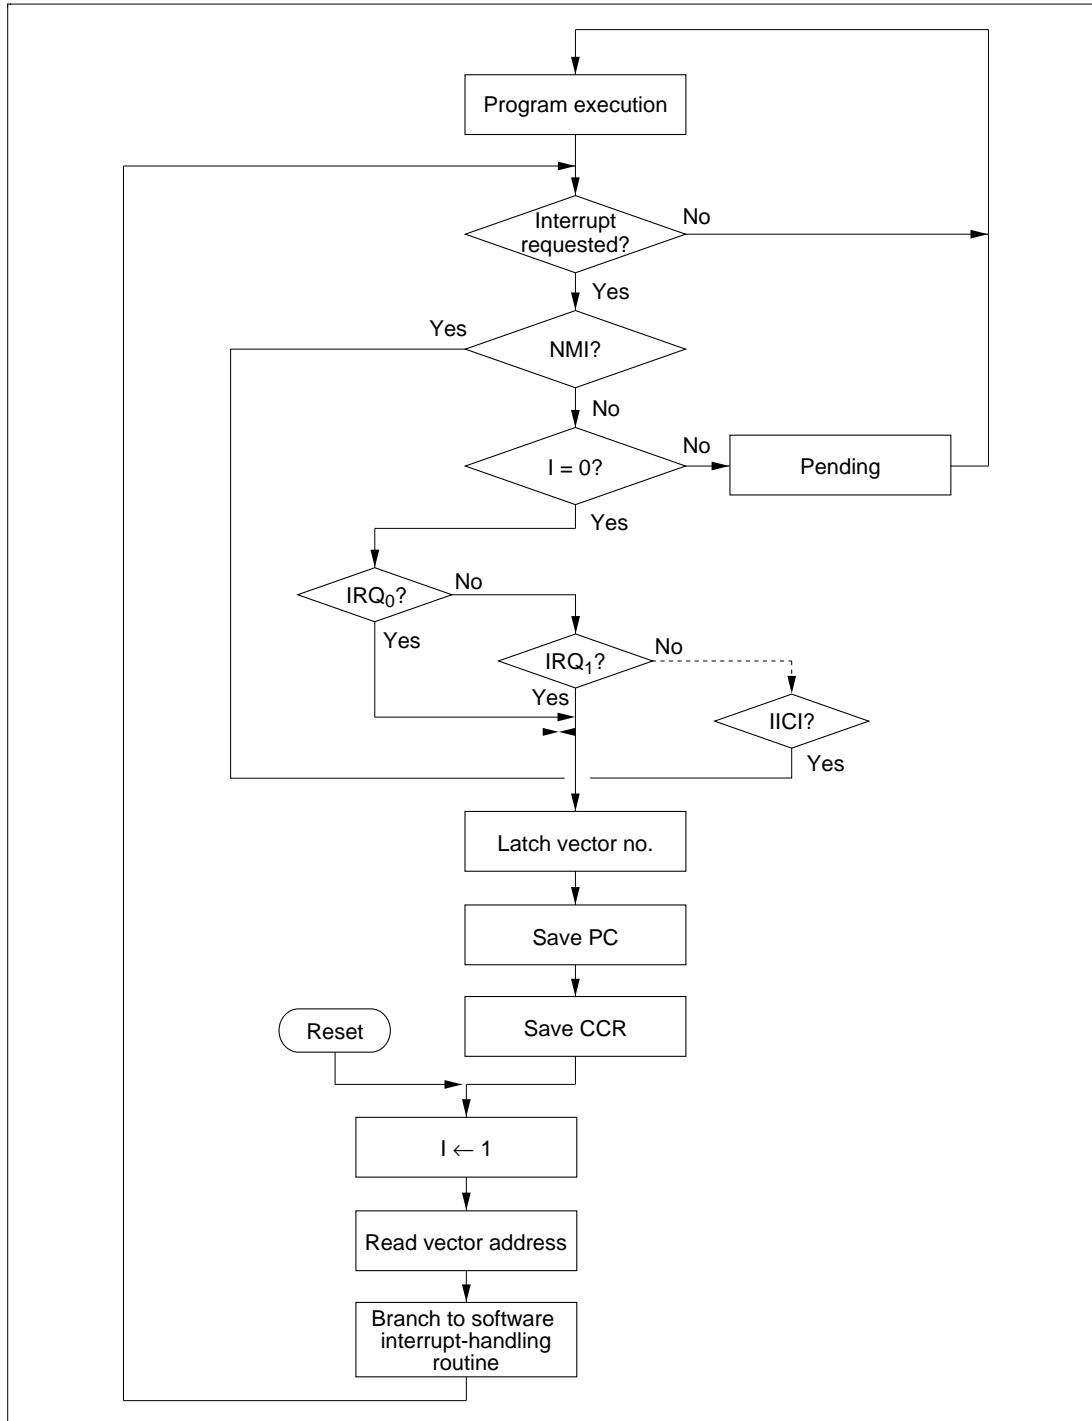 Program execution
Interrupt
requested?
No
Yes
Yes
NMI?
No
I = 0?
No
Pending
Yes
IRQ0?
No
Yes
IRQ1?
No
Yes
IICI?
Yes
Latch vector no.
Save PC
Save CCR
Reset
I ← 1
Read vector address
Branch to software
interrupt-handling
routine